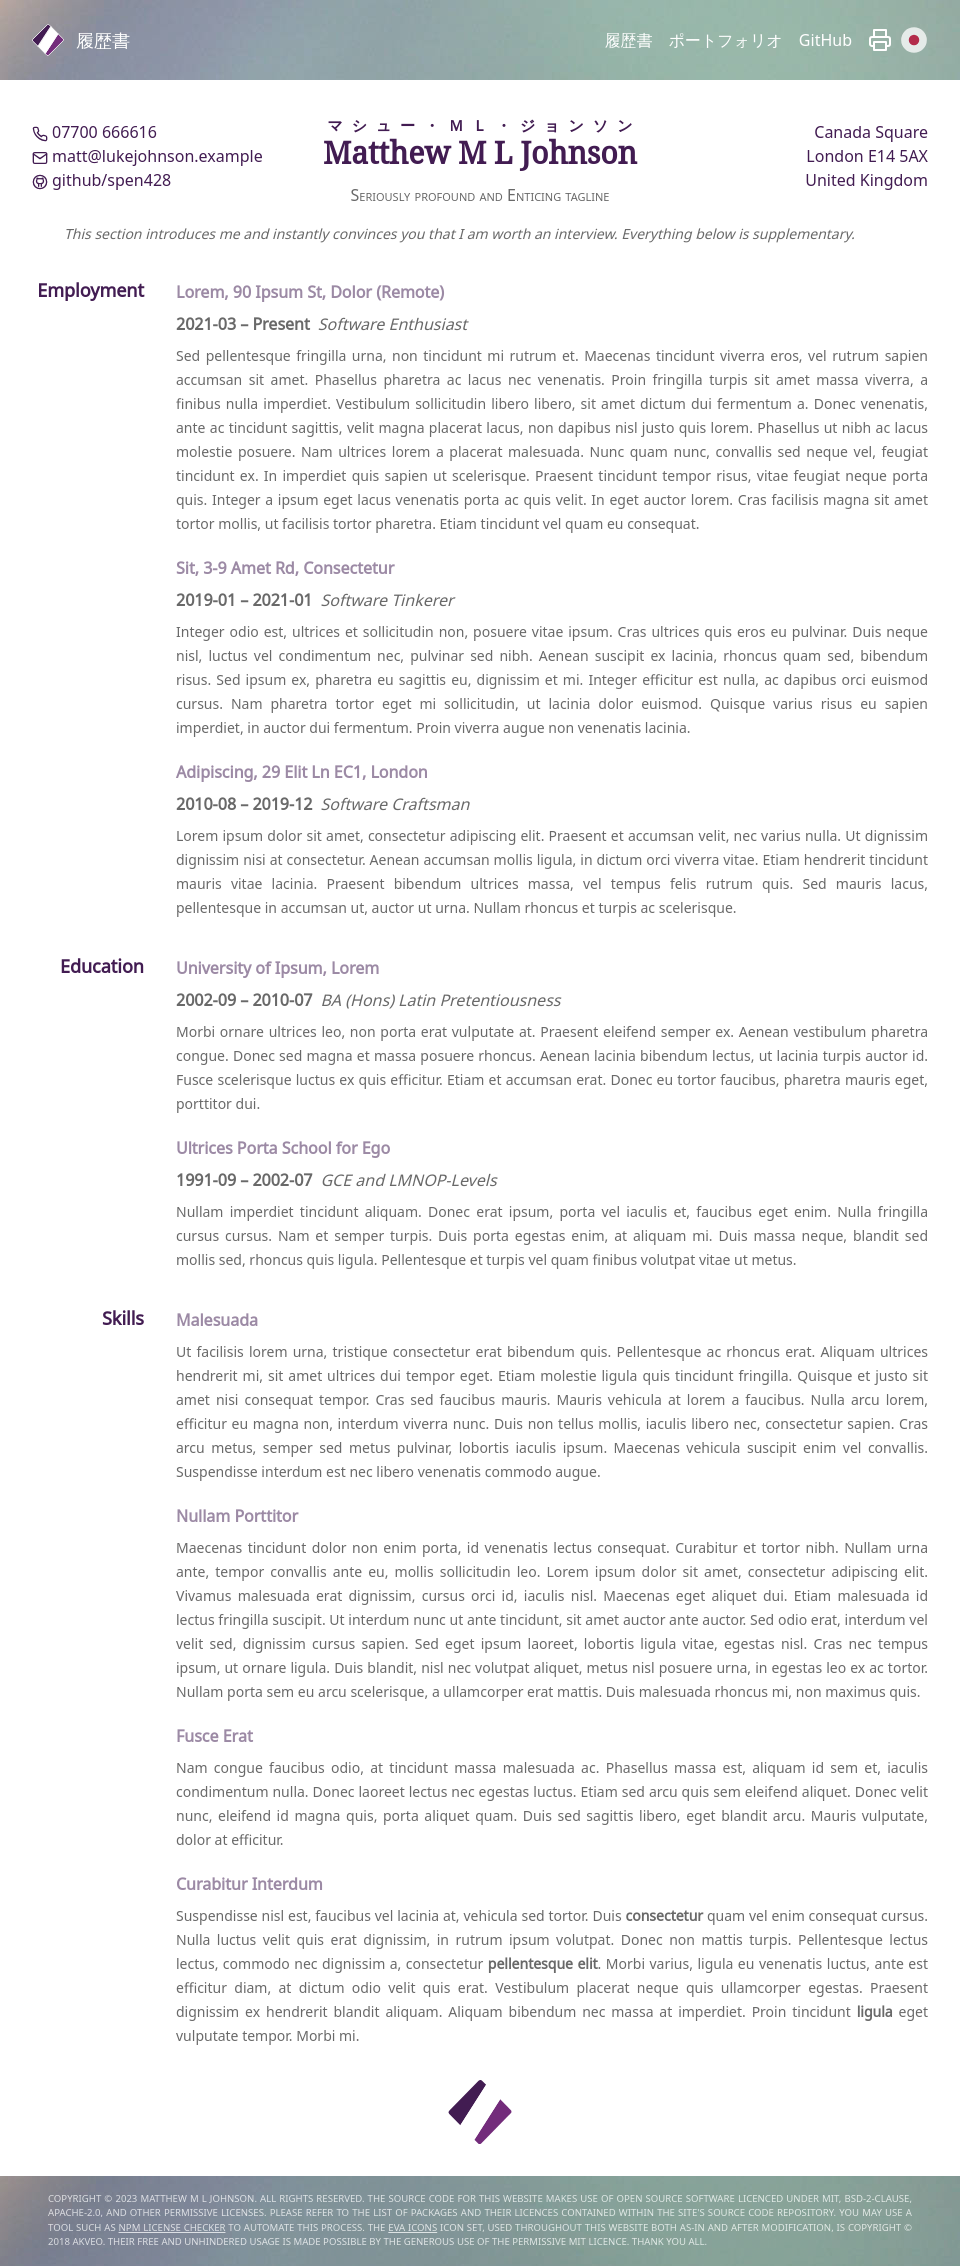 履歴書
履歴書 ポートフォリオ GitHub
07700 666616
matt@lukejohnson.example
github/spen428
マシュー・ＭＬ・ジョンソン
Matthew M L Johnson
Seriously profound and Enticing tagline
Canada Square
London E14 5AX
United Kingdom
This section introduces me and instantly convinces you that I am worth an interview. Everything below is supplementary.
Employment
Lorem, 90 Ipsum St, Dolor (Remote)
2021-03 – Present Software Enthusiast
Sed pellentesque fringilla urna, non tincidunt mi rutrum et. Maecenas tincidunt viverra eros, vel rutrum sapien
accumsan sit amet. Phasellus pharetra ac lacus nec venenatis. Proin fringilla turpis sit amet massa viverra, a
finibus nulla imperdiet. Vestibulum sollicitudin libero libero, sit amet dictum dui fermentum a. Donec venenatis,
ante ac tincidunt sagittis, velit magna placerat lacus, non dapibus nisl justo quis lorem. Phasellus ut nibh ac lacus
molestie posuere. Nam ultrices lorem a placerat malesuada. Nunc quam nunc, convallis sed neque vel, feugiat
tincidunt ex. In imperdiet quis sapien ut scelerisque. Praesent tincidunt tempor risus, vitae feugiat neque porta
quis. Integer a ipsum eget lacus venenatis porta ac quis velit. In eget auctor lorem. Cras facilisis magna sit amet
tortor mollis, ut facilisis tortor pharetra. Etiam tincidunt vel quam eu consequat.
Sit, 3-9 Amet Rd, Consectetur
2019-01 – 2021-01 Software Tinkerer
Integer odio est, ultrices et sollicitudin non, posuere vitae ipsum. Cras ultrices quis eros eu pulvinar. Duis neque
nisl, luctus vel condimentum nec, pulvinar sed nibh. Aenean suscipit ex lacinia, rhoncus quam sed, bibendum
risus. Sed ipsum ex, pharetra eu sagittis eu, dignissim et mi. Integer efficitur est nulla, ac dapibus orci euismod
cursus. Nam pharetra tortor eget mi sollicitudin, ut lacinia dolor euismod. Quisque varius risus eu sapien
imperdiet, in auctor dui fermentum. Proin viverra augue non venenatis lacinia.
Adipiscing, 29 Elit Ln EC1, London
2010-08 – 2019-12 Software Craftsman
Lorem ipsum dolor sit amet, consectetur adipiscing elit. Praesent et accumsan velit, nec varius nulla. Ut dignissim
dignissim nisi at consectetur. Aenean accumsan mollis ligula, in dictum orci viverra vitae. Etiam hendrerit tincidunt
mauris vitae lacinia. Praesent bibendum ultrices massa, vel tempus felis rutrum quis. Sed mauris lacus,
pellentesque in accumsan ut, auctor ut urna. Nullam rhoncus et turpis ac scelerisque.
Education
University of Ipsum, Lorem
2002-09 – 2010-07 BA (Hons) Latin Pretentiousness
Morbi ornare ultrices leo, non porta erat vulputate at. Praesent eleifend semper ex. Aenean vestibulum pharetra
congue. Donec sed magna et massa posuere rhoncus. Aenean lacinia bibendum lectus, ut lacinia turpis auctor id.
Fusce scelerisque luctus ex quis efficitur. Etiam et accumsan erat. Donec eu tortor faucibus, pharetra mauris eget,
porttitor dui.
Ultrices Porta School for Ego
1991-09 – 2002-07 GCE and LMNOP-Levels
Nullam imperdiet tincidunt aliquam. Donec erat ipsum, porta vel iaculis et, faucibus eget enim. Nulla fringilla
cursus cursus. Nam et semper turpis. Duis porta egestas enim, at aliquam mi. Duis massa neque, blandit sed
mollis sed, rhoncus quis ligula. Pellentesque et turpis vel quam finibus volutpat vitae ut metus.
Skills
Malesuada
Ut facilisis lorem urna, tristique consectetur erat bibendum quis. Pellentesque ac rhoncus erat. Aliquam ultrices
hendrerit mi, sit amet ultrices dui tempor eget. Etiam molestie ligula quis tincidunt fringilla. Quisque et justo sit
amet nisi consequat tempor. Cras sed faucibus mauris. Mauris vehicula at lorem a faucibus. Nulla arcu lorem,
efficitur eu magna non, interdum viverra nunc. Duis non tellus mollis, iaculis libero nec, consectetur sapien. Cras
arcu metus, semper sed metus pulvinar, lobortis iaculis ipsum. Maecenas vehicula suscipit enim vel convallis.
Suspendisse interdum est nec libero venenatis commodo augue.
Nullam Porttitor
Maecenas tincidunt dolor non enim porta, id venenatis lectus consequat. Curabitur et tortor nibh. Nullam urna
ante, tempor convallis ante eu, mollis sollicitudin leo. Lorem ipsum dolor sit amet, consectetur adipiscing elit.
Vivamus malesuada erat dignissim, cursus orci id, iaculis nisl. Maecenas eget aliquet dui. Etiam malesuada id
lectus fringilla suscipit. Ut interdum nunc ut ante tincidunt, sit amet auctor ante auctor. Sed odio erat, interdum vel
velit sed, dignissim cursus sapien. Sed eget ipsum laoreet, lobortis ligula vitae, egestas nisl. Cras nec tempus
ipsum, ut ornare ligula. Duis blandit, nisl nec volutpat aliquet, metus nisl posuere urna, in egestas leo ex ac tortor.
Nullam porta sem eu arcu scelerisque, a ullamcorper erat mattis. Duis malesuada rhoncus mi, non maximus quis.
Fusce Erat
Nam congue faucibus odio, at tincidunt massa malesuada ac. Phasellus massa est, aliquam id sem et, iaculis
condimentum nulla. Donec laoreet lectus nec egestas luctus. Etiam sed arcu quis sem eleifend aliquet. Donec velit
nunc, eleifend id magna quis, porta aliquet quam. Duis sed sagittis libero, eget blandit arcu. Mauris vulputate,
dolor at efficitur.
Curabitur Interdum
Suspendisse nisl est, faucibus vel lacinia at, vehicula sed tortor. Duis consectetur quam vel enim consequat cursus.
Nulla luctus velit quis erat dignissim, in rutrum ipsum volutpat. Donec non mattis turpis. Pellentesque lectus
lectus, commodo nec dignissim a, consectetur pellentesque elit. Morbi varius, ligula eu venenatis luctus, ante est
efficitur diam, at dictum odio velit quis erat. Vestibulum placerat neque quis ullamcorper egestas. Praesent
dignissim ex hendrerit blandit aliquam. Aliquam bibendum nec massa at imperdiet. Proin tincidunt ligula eget
vulputate tempor. Morbi mi.
COPYRIGHT © 2023 MATTHEW M L JOHNSON. ALL RIGHTS RESERVED. THE SOURCE CODE FOR THIS WEBSITE MAKES USE OF OPEN SOURCE SOFTWARE LICENCED UNDER MIT, BSD-2-CLAUSE,
APACHE-2.0, AND OTHER PERMISSIVE LICENSES. PLEASE REFER TO THE LIST OF PACKAGES AND THEIR LICENCES CONTAINED WITHIN THE SITE'S SOURCE CODE REPOSITORY. YOU MAY USE A
TOOL SUCH AS NPM LICENSE CHECKER TO AUTOMATE THIS PROCESS. THE EVA ICONS ICON SET, USED THROUGHOUT THIS WEBSITE BOTH AS-IN AND AFTER MODIFICATION, IS COPYRIGHT ©
2018 AKVEO. THEIR FREE AND UNHINDERED USAGE IS MADE POSSIBLE BY THE GENEROUS USE OF THE PERMISSIVE MIT LICENCE. THANK YOU ALL.